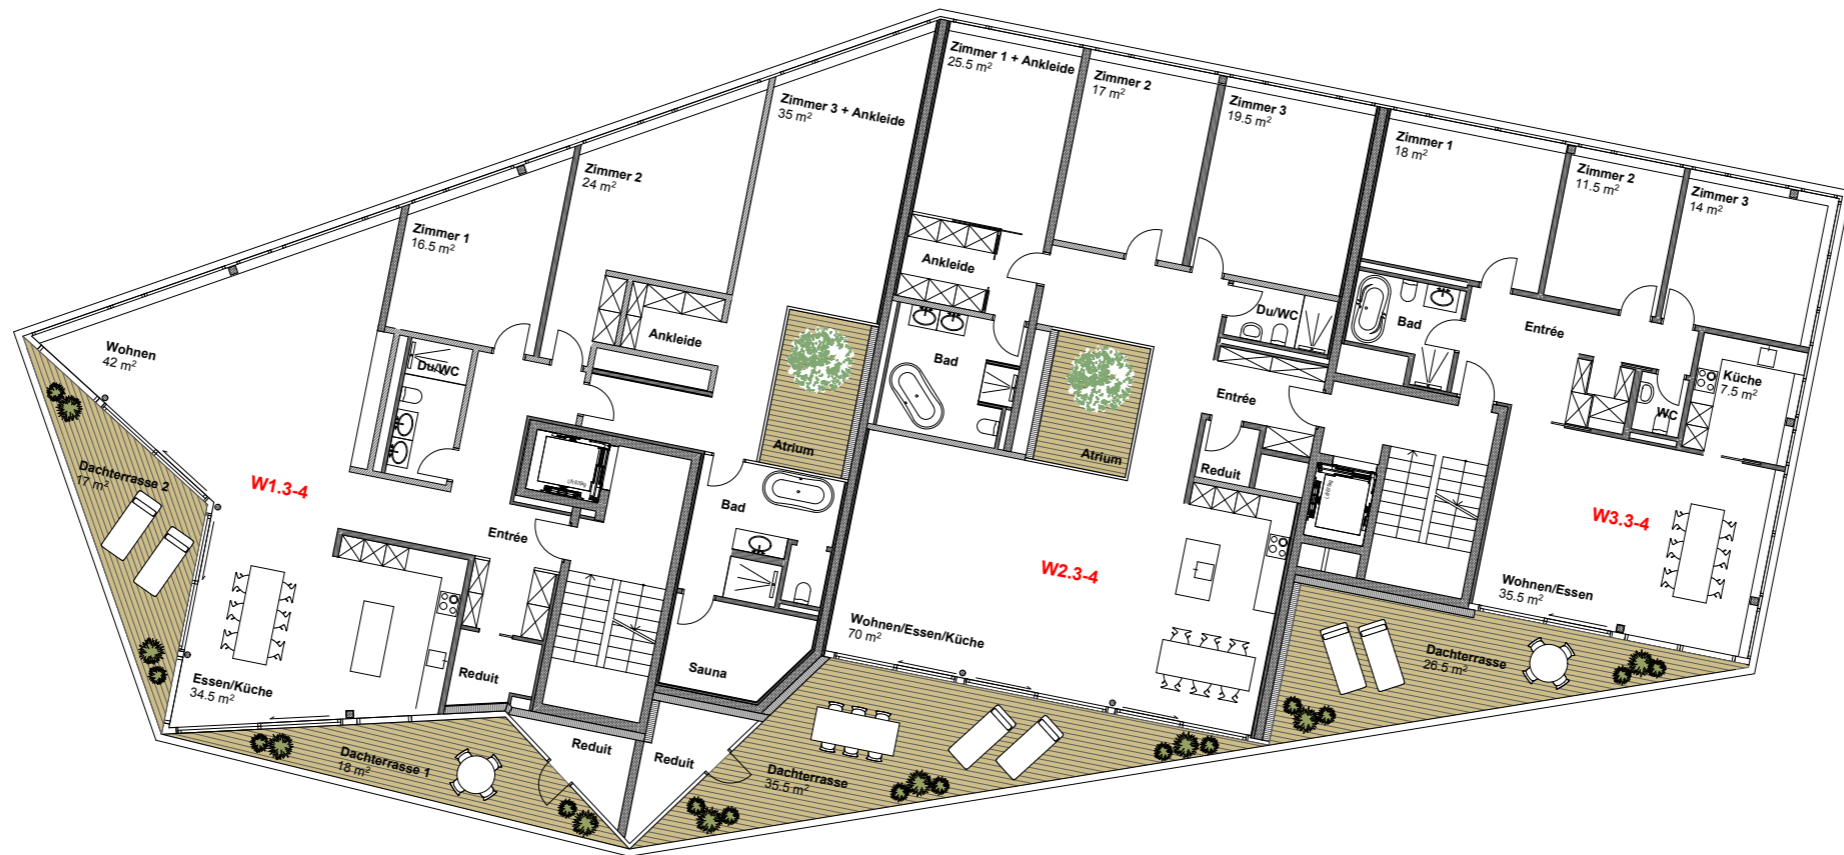 Zimmer 1 + Ankleide
25.5 m²
Zimmer 2
17 m²
Zimmer 3
19.5 m²
Zimmer 3 + Ankleide
35 m²
Zimmer 1
18 m²
Zimmer 2
11.5 m²
Zimmer 3
14 m²
Zimmer 2
24 m²
Zimmer 1
16.5 m²
Ankleide
Du/WC
Bad
Entrée
Wohnen
42 m²
Du/WC
Ankleide
Bad
Küche
7.5 m²
WC
Entrée
Atrium
Atrium
Reduit
Dachterrasse 2
17 m²
W1.3-4
Bad
W3.3-4
Entrée
W2.3-4
Wohnen/Essen
35.5 m²
Wohnen/Essen/Küche
70 m²
Dachterrasse
26.5 m²
Essen/Küche
34.5 m²
Reduit
Sauna
Dachterrasse 1
18 m²
Reduit
Reduit
Dachterrasse
35.5 m²